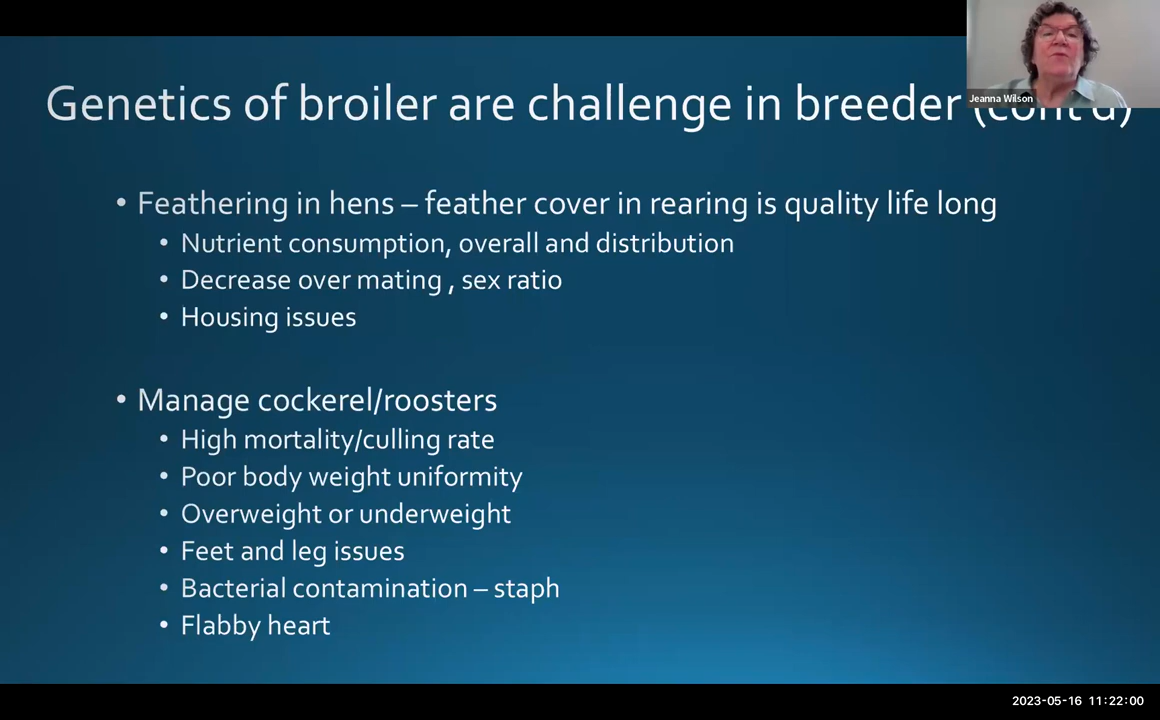 Genetics of broiler are challenge in breeder (cont'd)
Jeanna Wilson
• Feathering in hens – feather cover in rearing is quality life long
• Nutrient consumption, overall and distribution
• Decrease over mating , sex ratio
• Housing issues
• Manage cockerel/roosters
• High mortality/culling rate
• Poor body weight uniformity
• Overweight or underweight
• Feet and leg issues
• Bacterial contamination – staph
• Flabby heart
2023-05-16 11:22:00